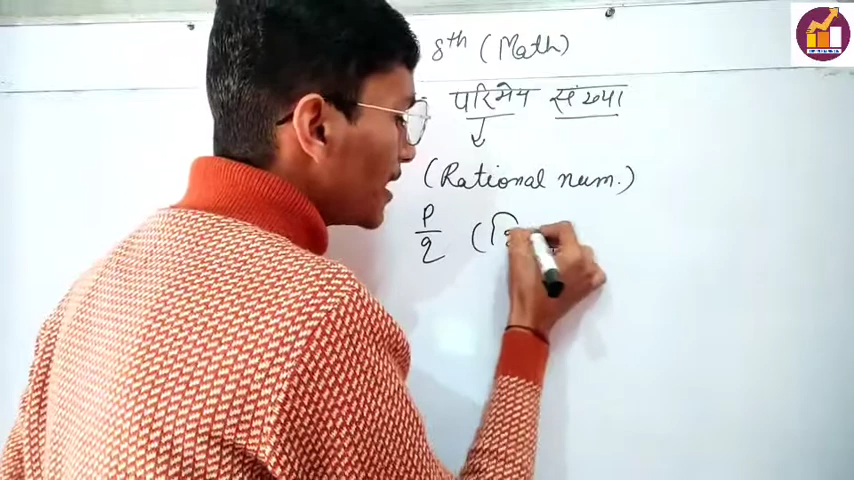 8th (Math)
परिमेय संख्या
(Rational num.)
p
q (